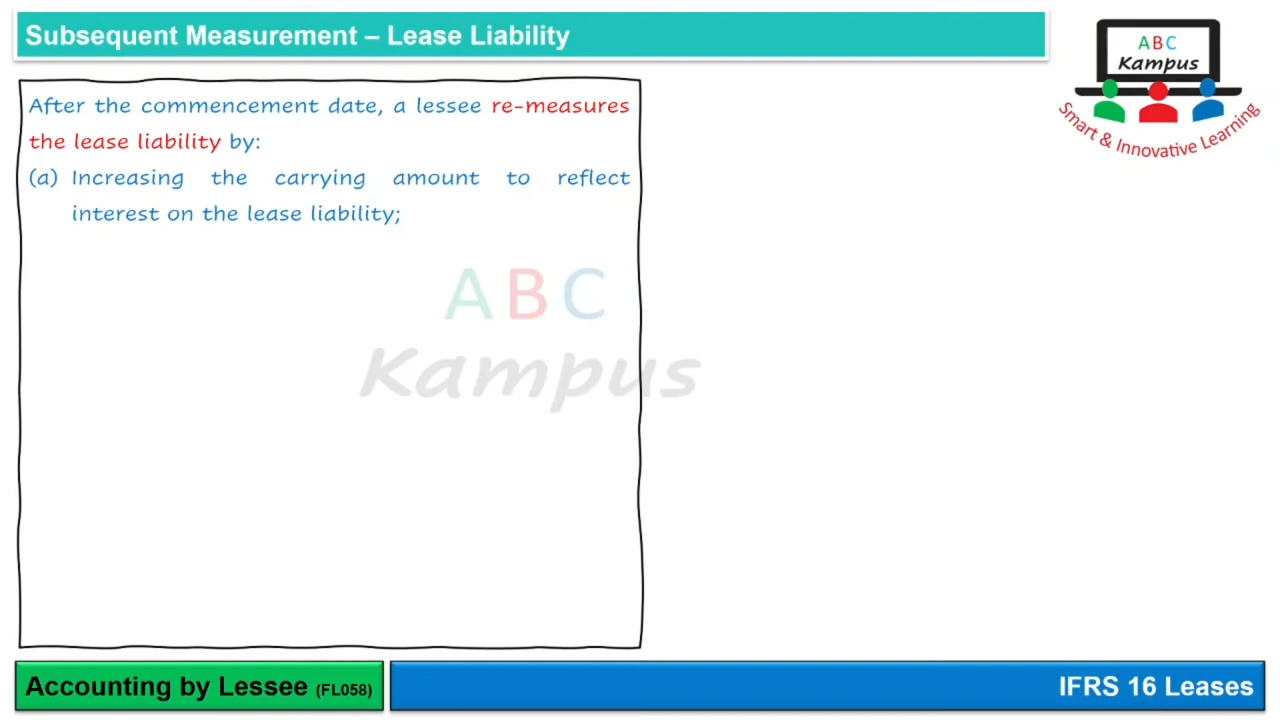 Subsequent Measurement – Lease Liability
ABC
Kampus
Smart & Innovative Learning
After the commencement date, a lessee re-measures
the lease liability by:
(a) Increasing the carrying amount to reflect
interest on the lease liability;
ABC
Kampus
Accounting by Lessee (FL058)
IFRS 16 Leases